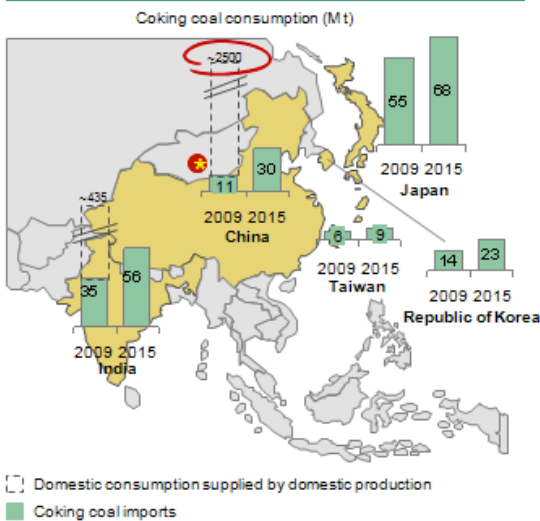 Coking coal consumption (Mt)
~2500
55
68
2009 2015
Japan
11
30
2009 2015
China
~435
35
56
2009 2015
India
6
9
2009 2015
Taiwan
14
23
2009 2015
Republic of Korea
Domestic consumption supplied by domestic production
Coking coal imports